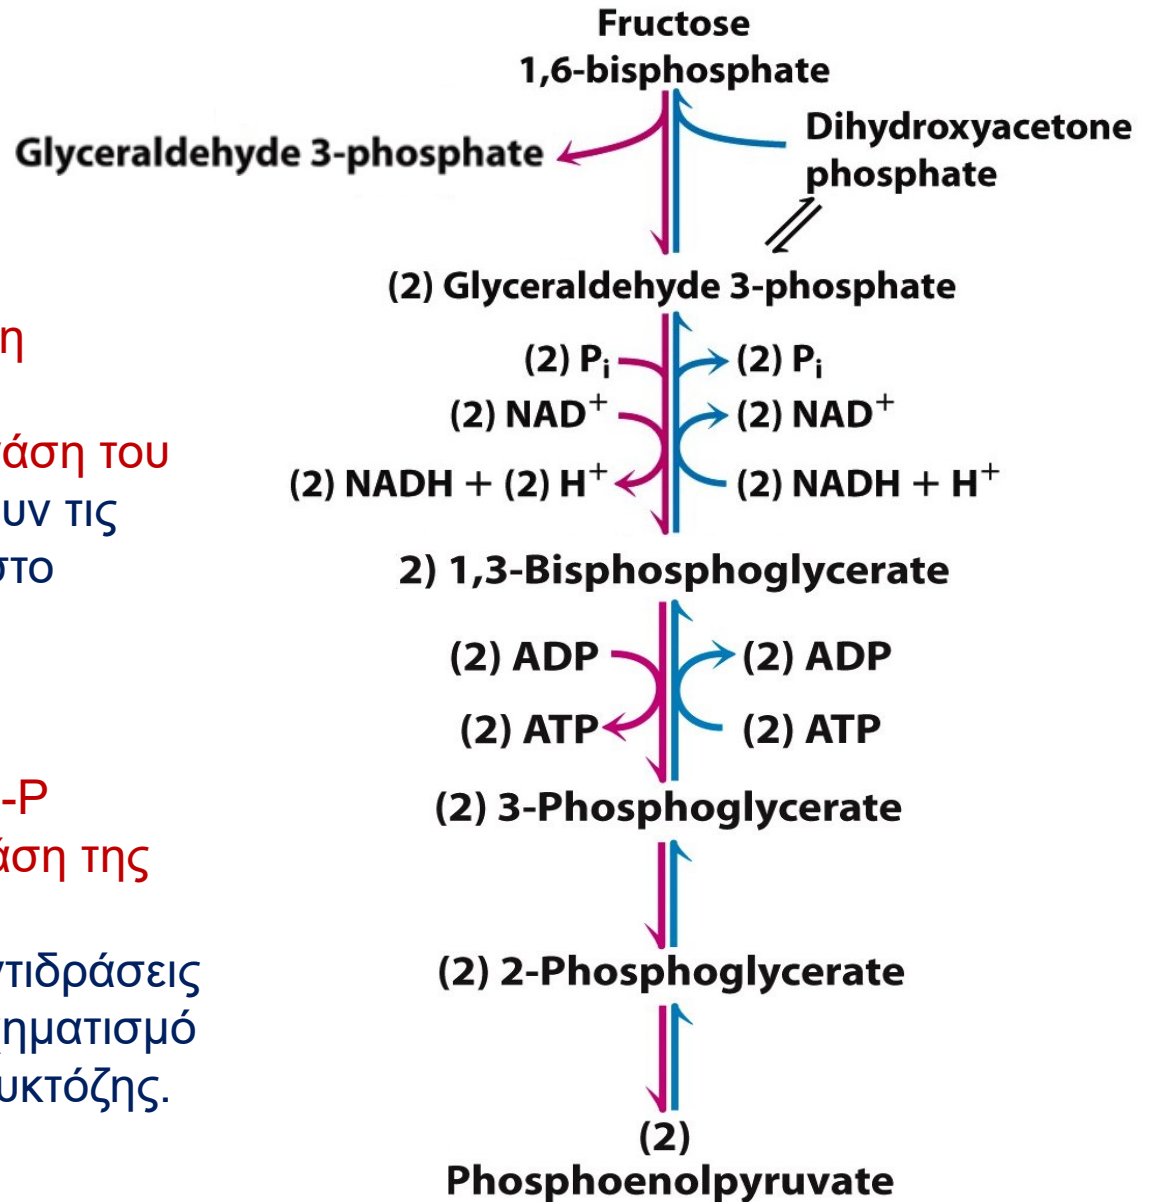 Fructose
1,6-bisphosphate
Dihydroxyacetone
phosphate
Glyceraldehyde 3-phosphate
(2) Glyceraldehyde 3-phosphate
(2) Pi (2) Pi
(2) NAD+ (2) NAD+
(2) NADH + (2) H+ (2) NADH + H+
2) 1,3-Bisphosphoglycerate
(2) ADP (2) ADP
(2) ATP (2) ATP
(2) 3-Phosphoglycerate
(2) 2-Phosphoglycerate
(2)
Phosphoenolpyruvate
η
άση του
υν τις
στο
-P
άση της
τιδράσεις
ηματισμό
υκτόζης.